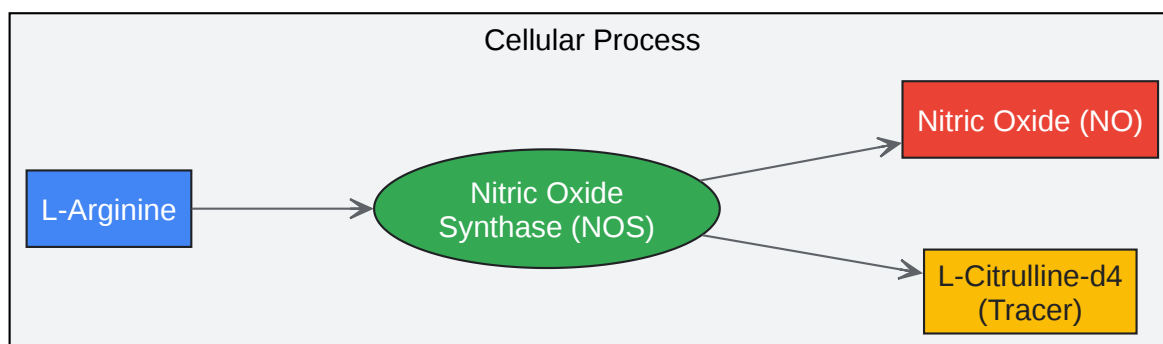 Cellular Process
L-Arginine
Nitric Oxide
Synthase (NOS)
Nitric Oxide (NO)
L-Citrulline-d4
(Tracer)